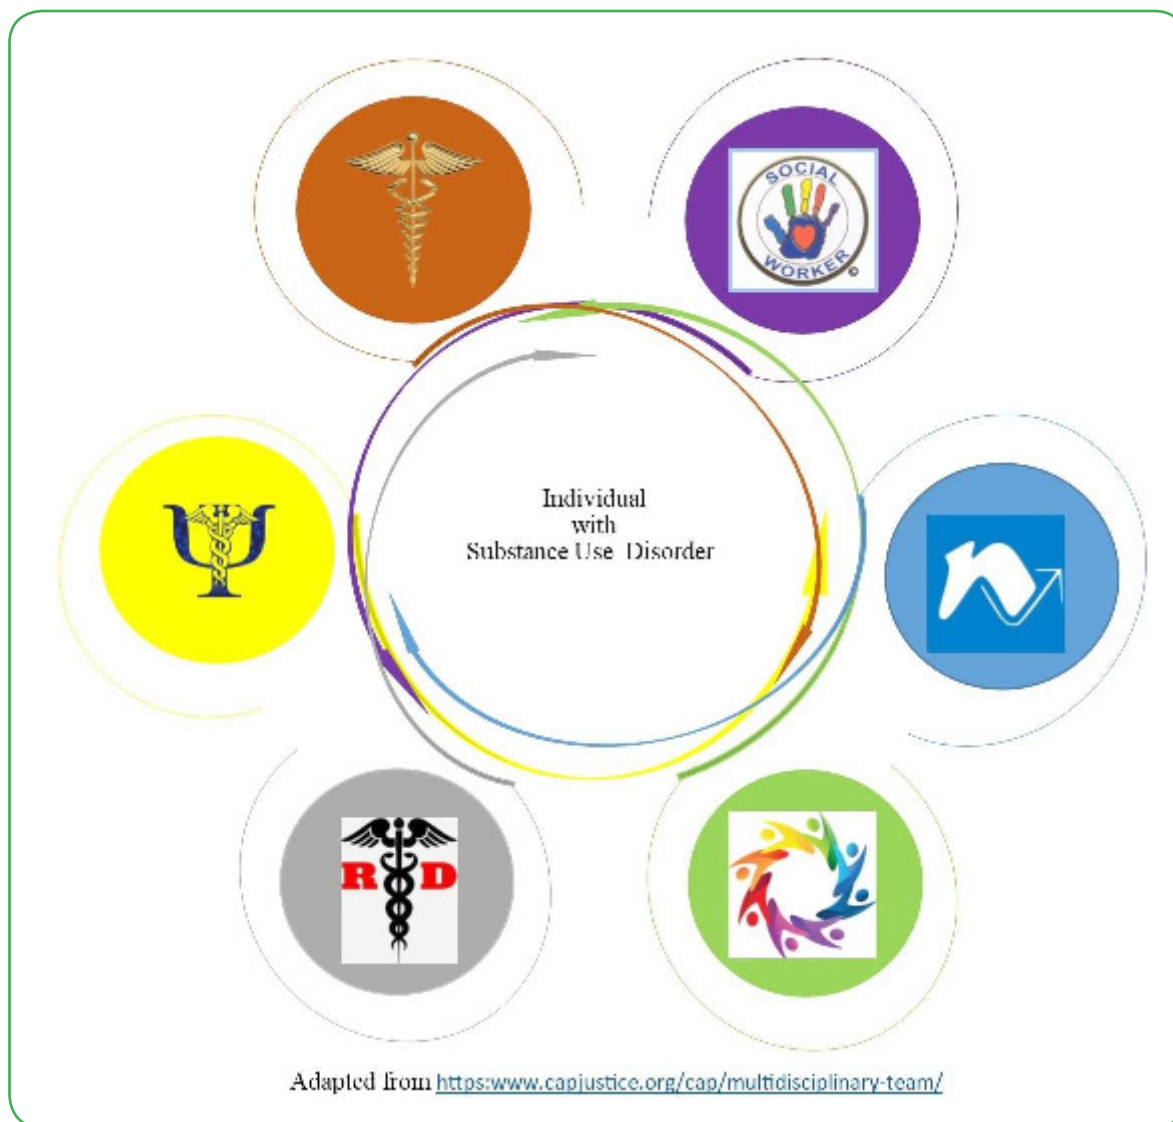 SOCIAL
WORKER
©
Individual
with
Substance Use Disorder
Ψ
n
R D
Adapted from https:www.capjustice.org/cap/multidisciplinary-team/